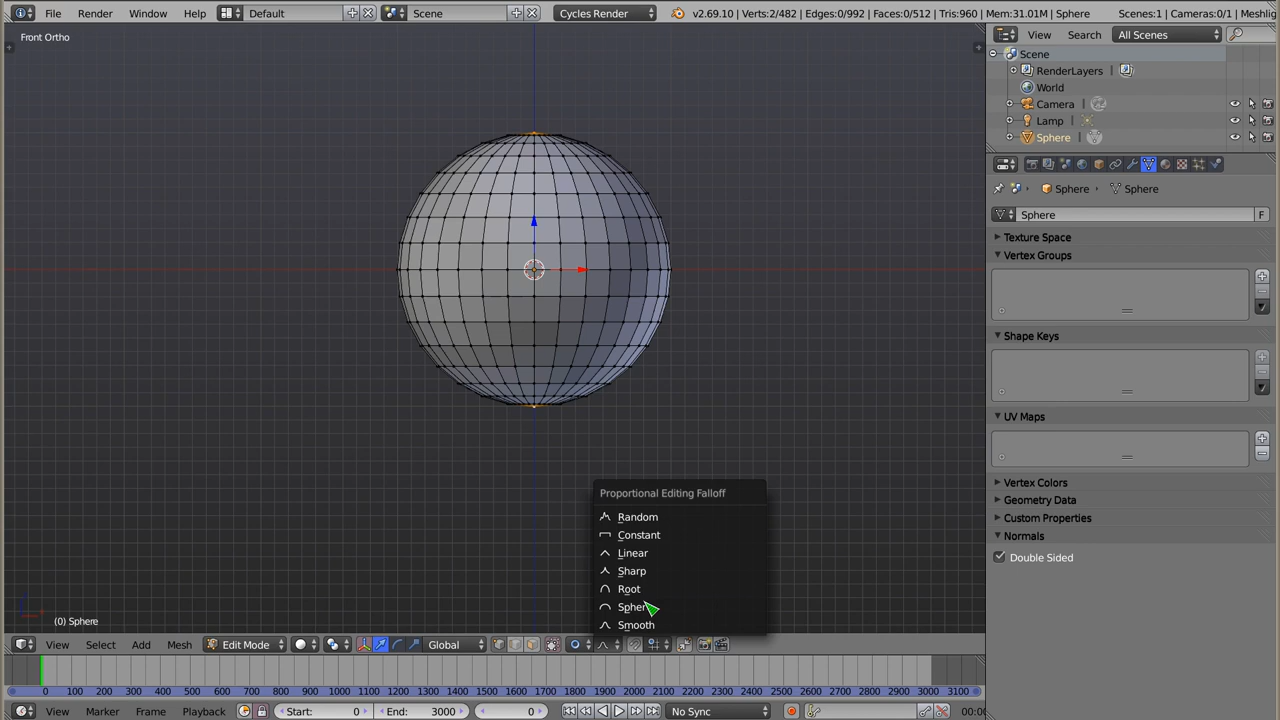 File Render Window Help Default Scene Cycles Render v2.69.10 | Verts:2/482 | Edges:0/992 | Faces:0/512 | Tris:960 | Mem:31.01M | Sphere Scenes:1 | Cameras:0/1 | Meshlig
Front Ortho
View Search All Scenes
Scene
RenderLayers |
World
Camera |
Lamp |
Sphere |
Sphere Sphere
Sphere F
Texture Space
Vertex Groups
Shape Keys
UV Maps
Vertex Colors
Geometry Data
Custom Properties
Normals
Double Sided
Proportional Editing Falloff
Random
Constant
Linear
Sharp
Root
Smooth
(0) Sphere
View Select Add Mesh Edit Mode Global
0 100 200 300 400 500 600 700 800 900 1000 1100 1200 1300 1400 1500 1600 1700 1800 1900 2000 2100 2200 2300 2400 2500 2600 2700 2800 2900 3000 3100
View Marker Frame Playback Start: 0 End: 3000 0 No Sync 00:0